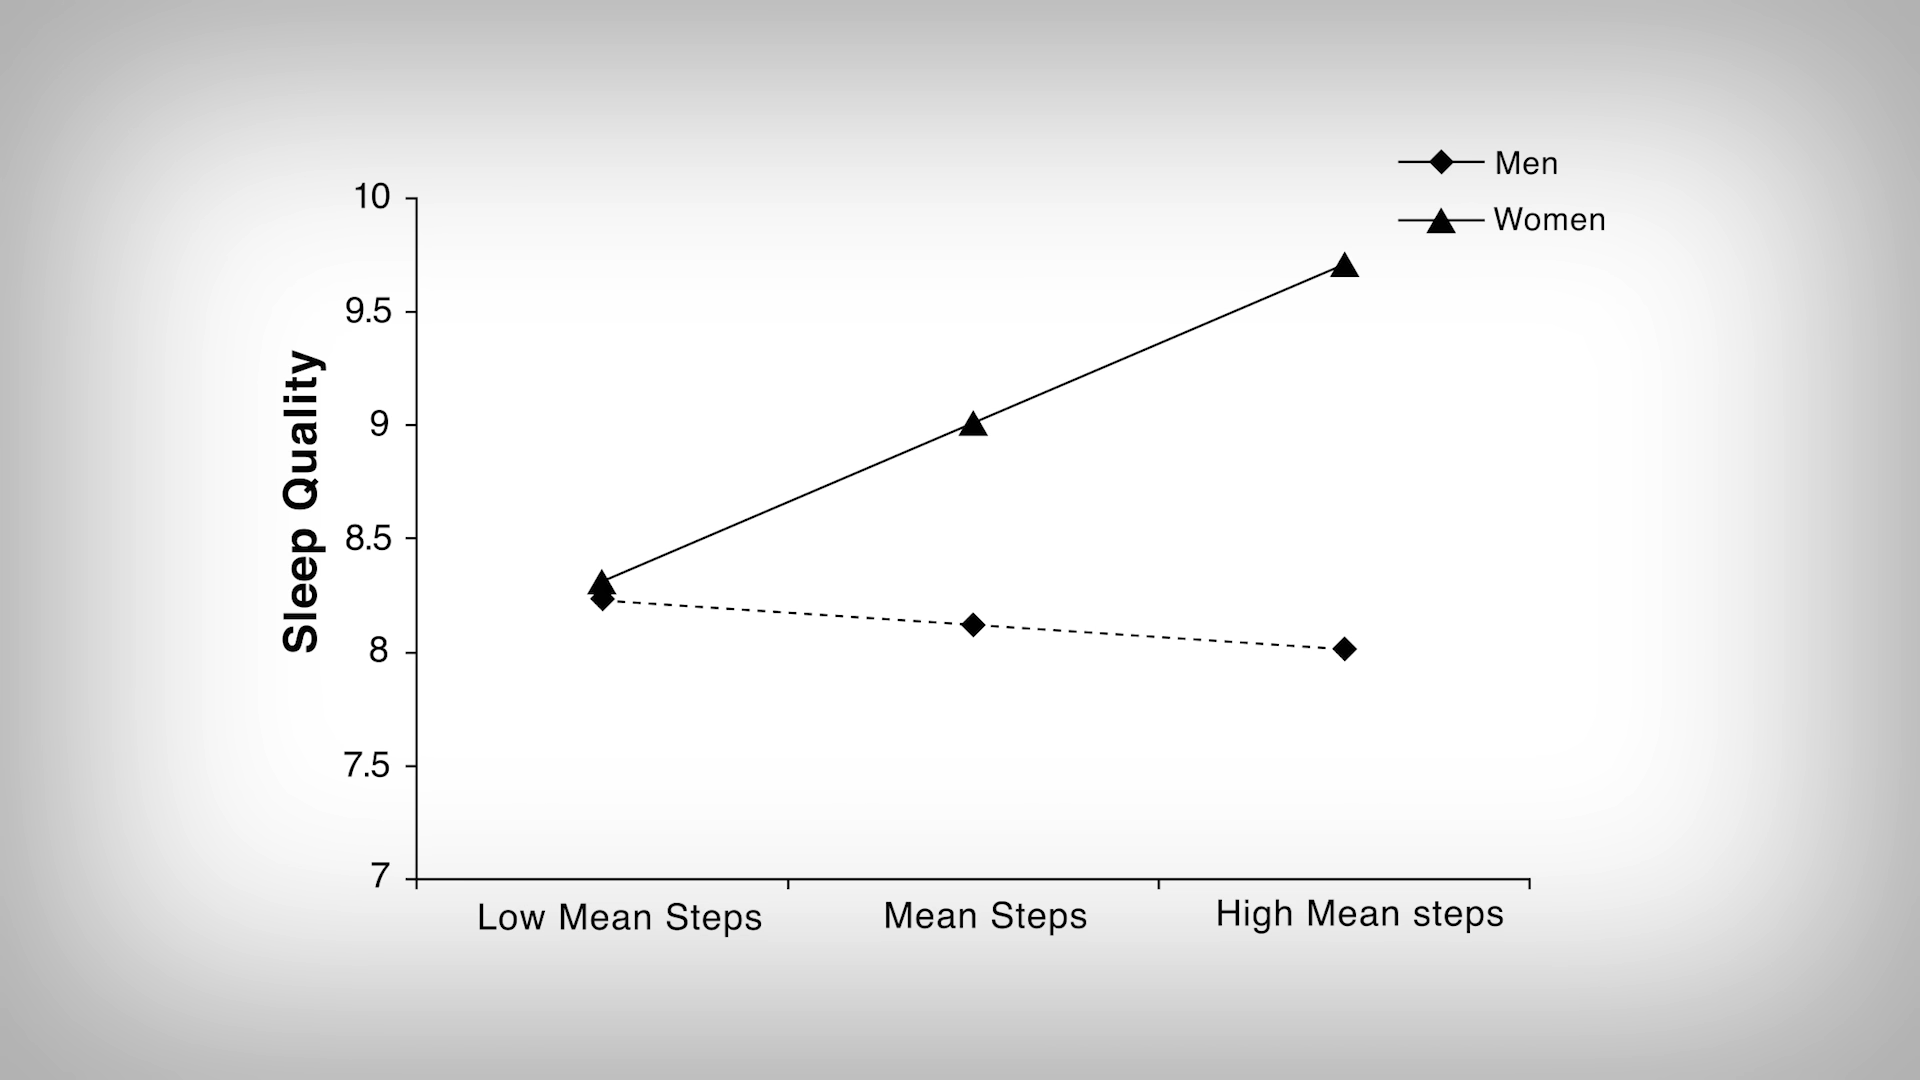 Men
Women
10
9.5
9
8.5
8
7.5
7
Sleep Quality
Low Mean Steps
Mean Steps
High Mean steps